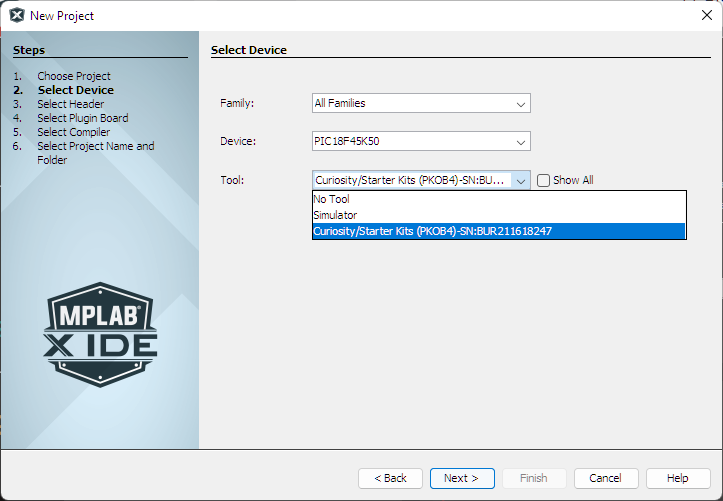 New Project
Steps
1. Choose Project
2. Select Device
3. Select Header
4. Select Plugin Board
5. Select Compiler
6. Select Project Name and
Folder
MPLAB®
X IDE
Select Device
Family: All Families
Device: PIC18F45K50
Tool: Curiosity/Starter Kits (PKOB4)-SN:BU... Show All
No Tool
Simulator
Curiosity/Starter Kits (PKOB4)-SN:BUR211618247
< Back Next > Finish Cancel Help